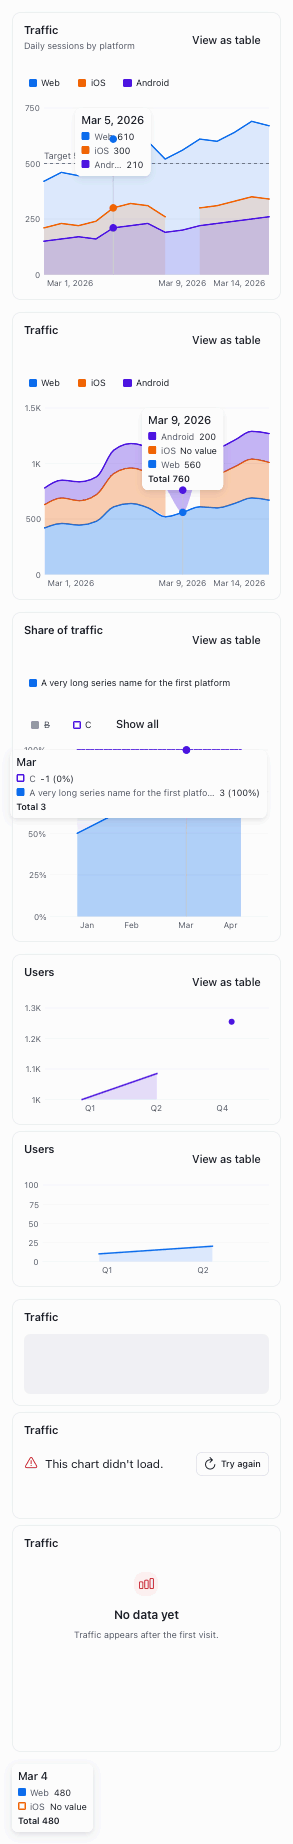 Traffic
Daily sessions by platform
View as table
Web
iOS
Android
750
Mar 5, 2026
Web 610
iOS 300
Andr... 210
Target
500
250
0
Mar 1, 2026
Mar 9, 2026
Mar 14, 2026
Traffic
View as table
Web
iOS
Android
1.5K
Mar 9, 2026
Android 200
iOS No value
Web 560
Total 760
1K
500
0
Mar 1, 2026
Mar 9, 2026
Mar 14, 2026
Share of traffic
View as table
A very long series name for the first platform
B
C
Show all
100%
Mar
C -1 (0%)
A very long series name for the first platfo... 3 (100%)
Total 3
50%
25%
0%
Jan
Feb
Mar
Apr
Users
View as table
1.3K
1.2K
1.1K
1K
Q1
Q2
Q4
Users
View as table
100
75
50
25
0
Q1
Q2
Traffic
Traffic
This chart didn't load.
Try again
Traffic
No data yet
Traffic appears after the first visit.
Mar 4
Web 480
iOS No value
Total 480